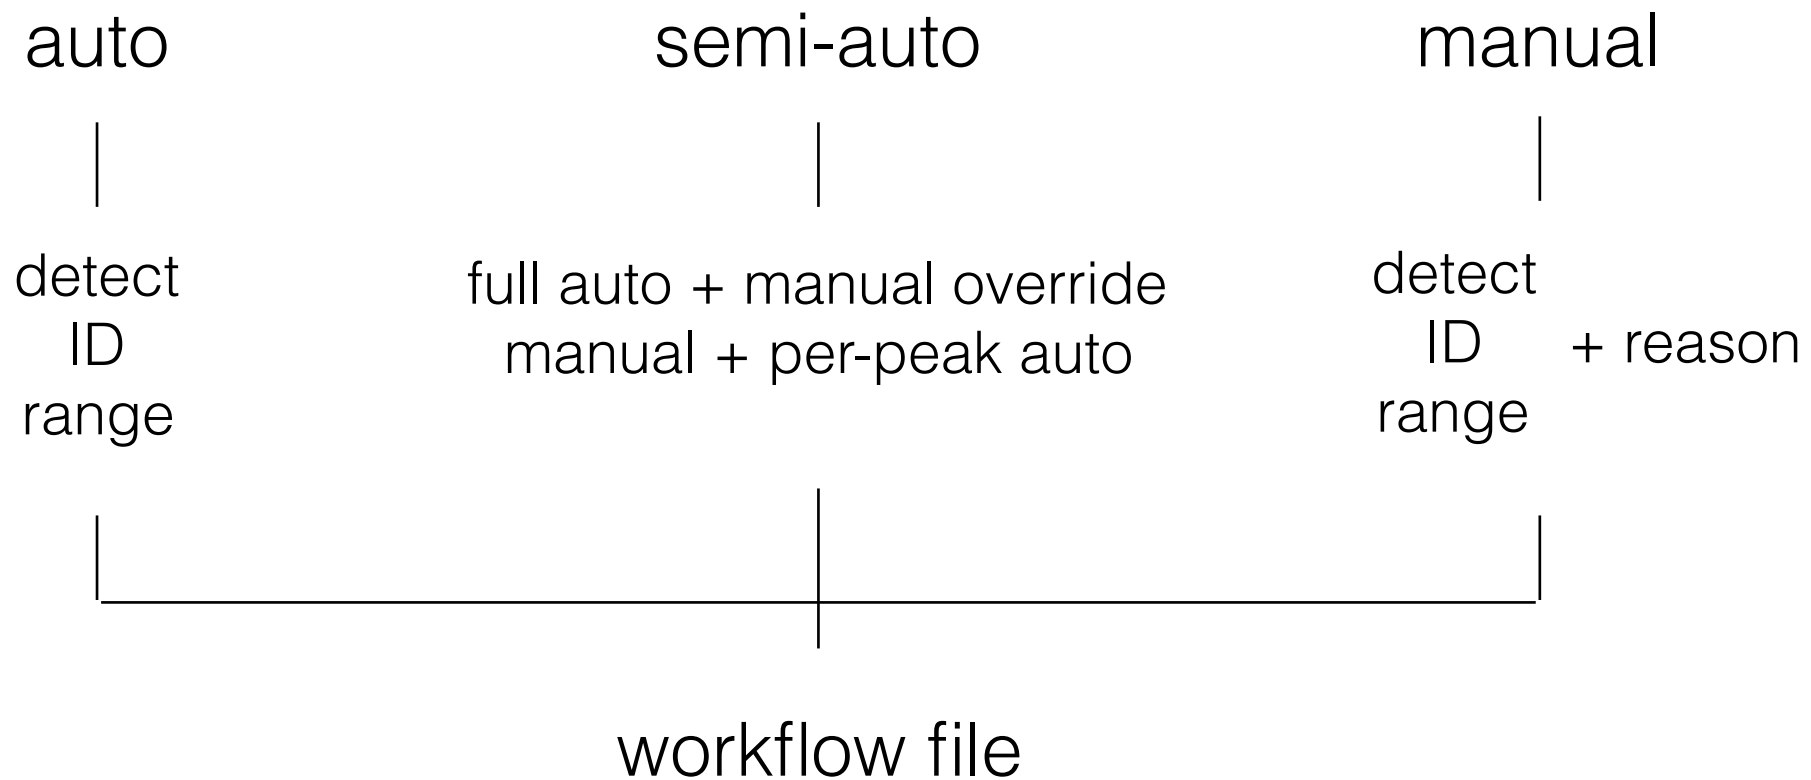 auto
semi-auto
manual
detect
ID
range
full auto + manual override
manual + per-peak auto
detect
ID + reason
range
workflow file